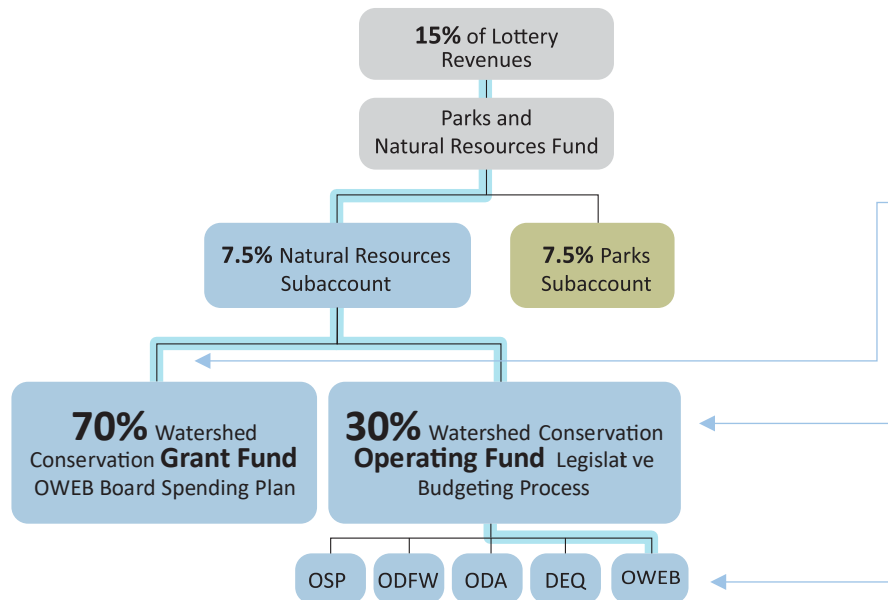 15% of Lottery
Revenues
Parks and
Natural Resources Fund
7.5% Natural Resources
Subaccount
7.5% Parks
Subaccount
70% Watershed
Conservation Grant Fund
OWEB Board Spending Plan
30% Watershed Conservation
Operating Fund Legislat ve
Budgeting Process
OSP
ODFW
ODA
DEQ
OWEB